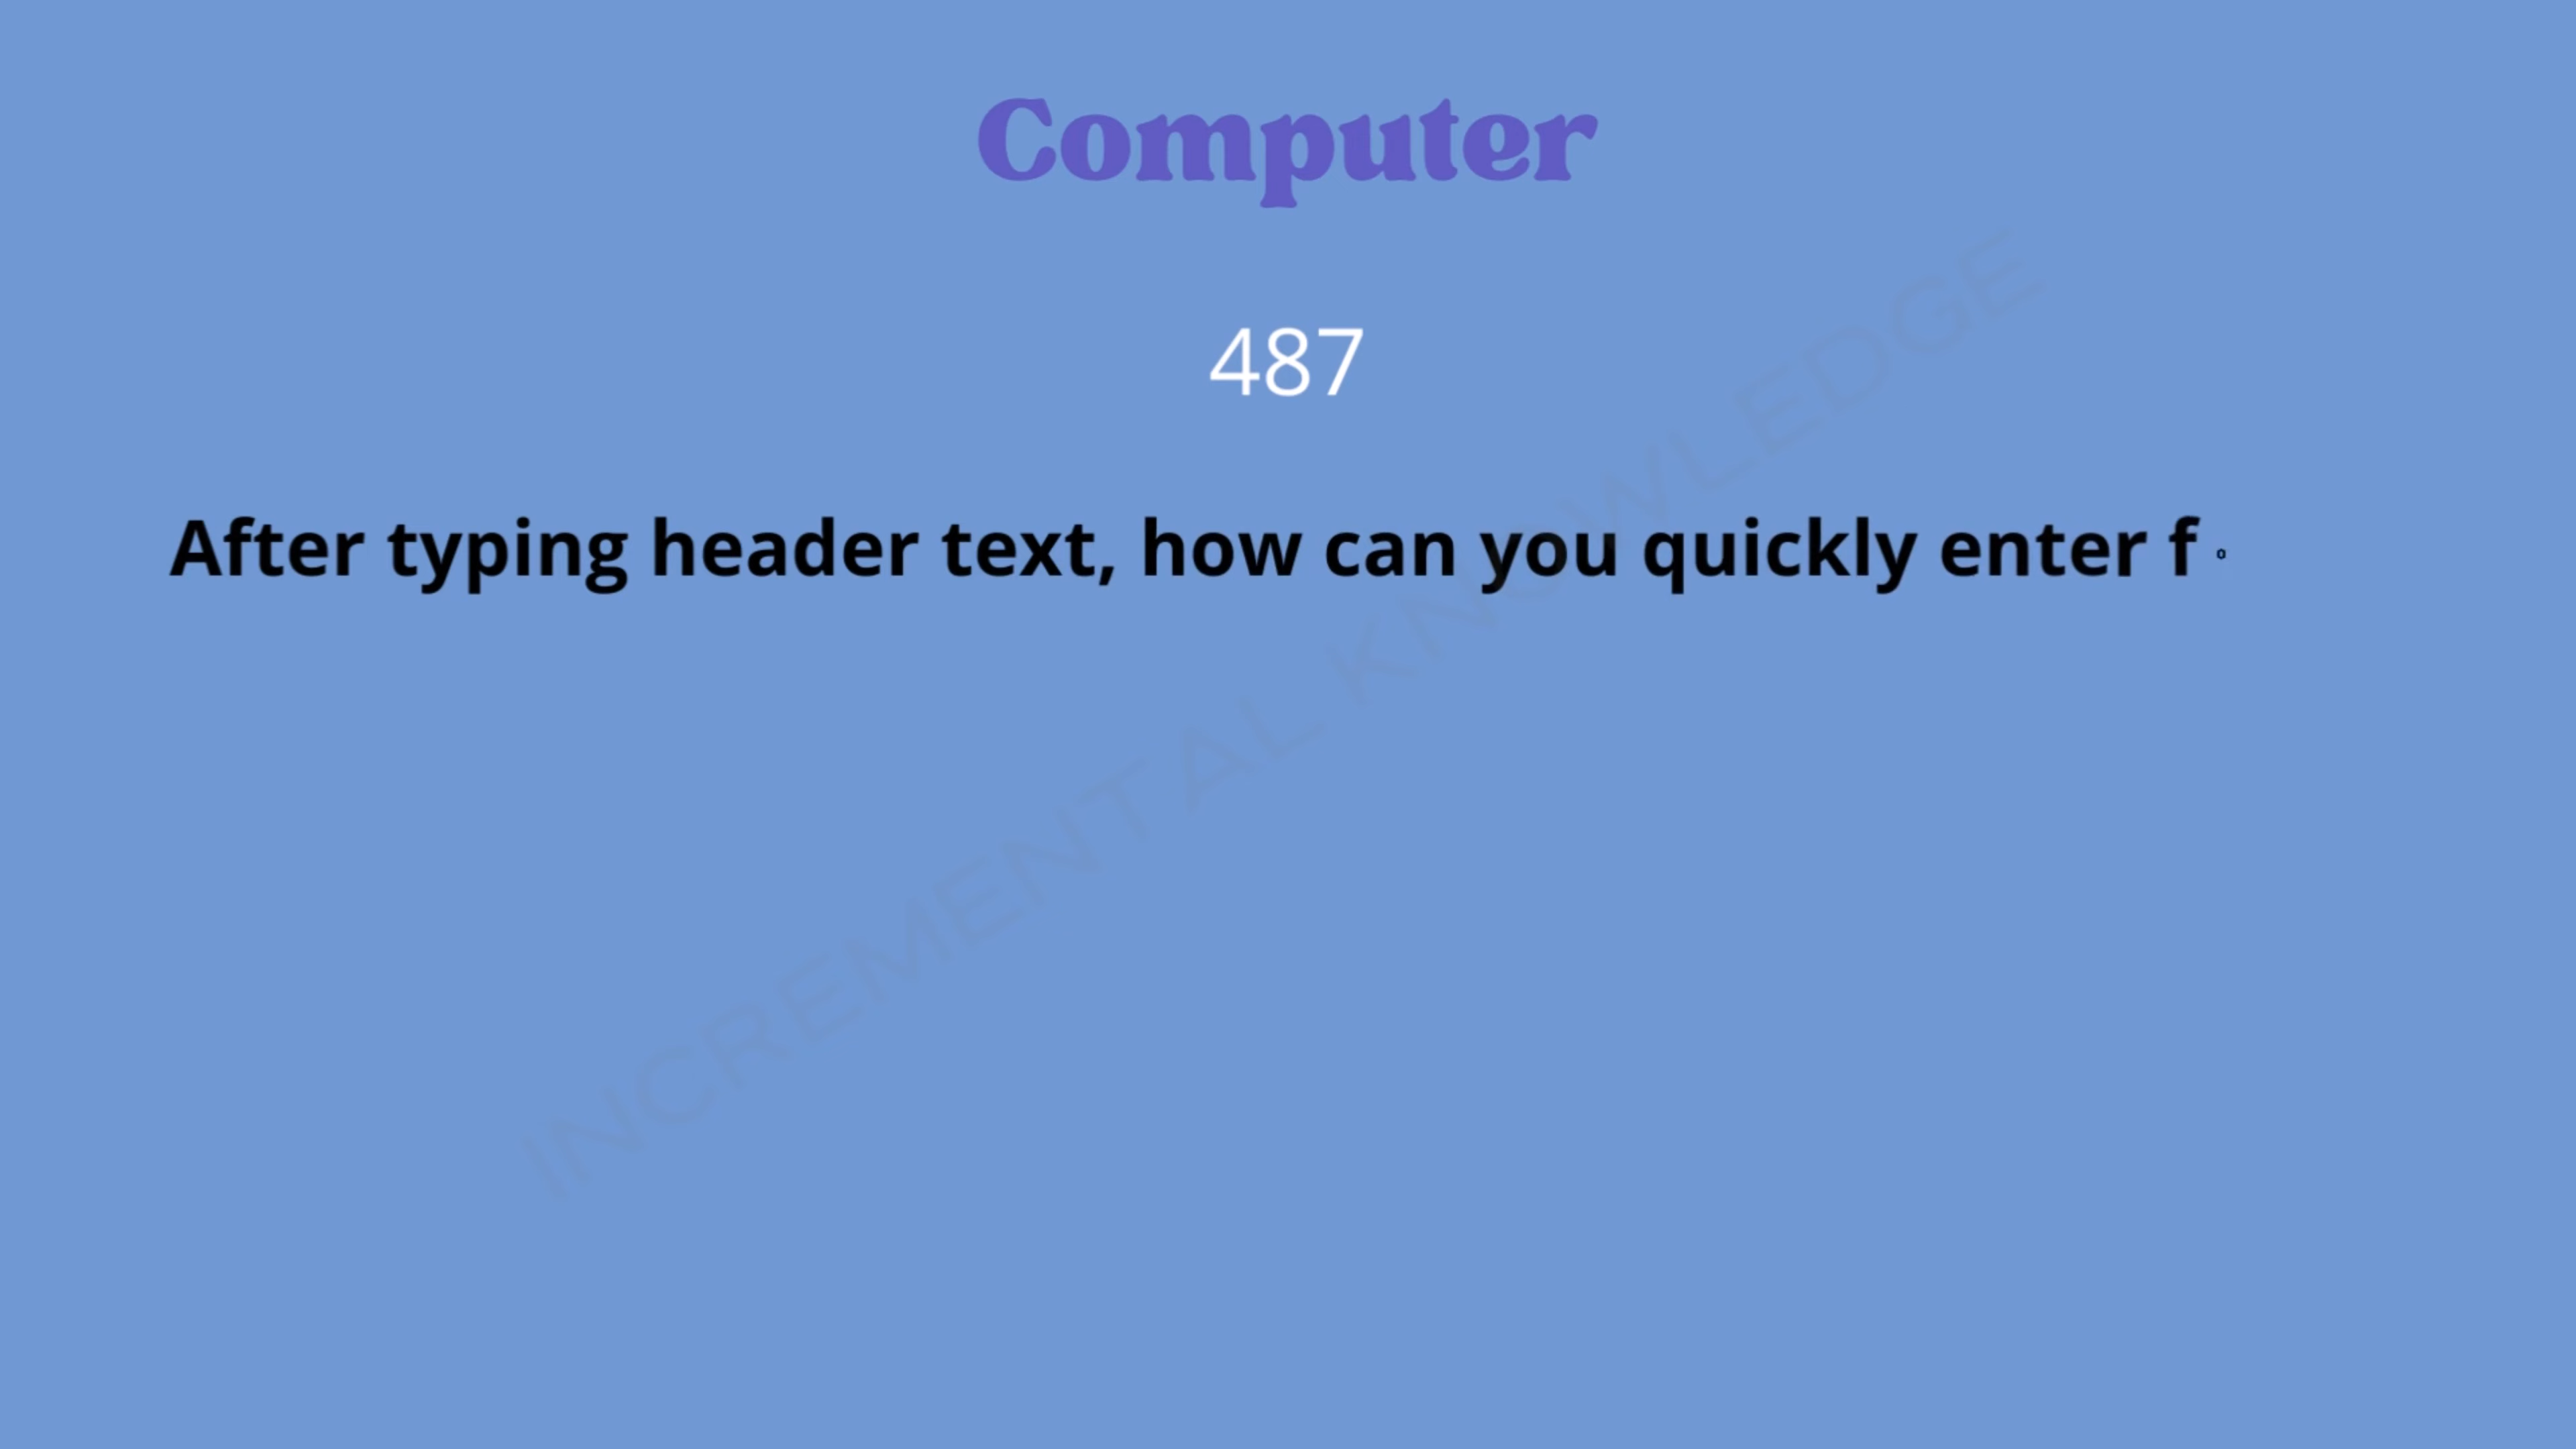 Computer
487
After typing header text, how can you quickly enter f o
INCREMENTAL KNOWLEDGE